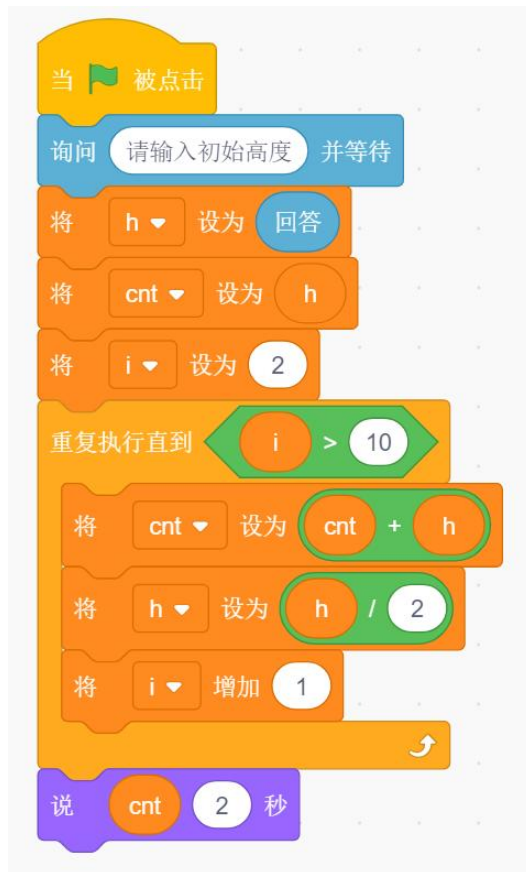 当 被点击
询问 请输入初始高度 并等待
将 h 设为 回答
将 cnt 设为 h
将 i 设为 2
重复执行直到 i > 10
将 cnt 设为 cnt + h
将 h 设为 h / 2
将 i 增加 1
说 cnt 2 秒